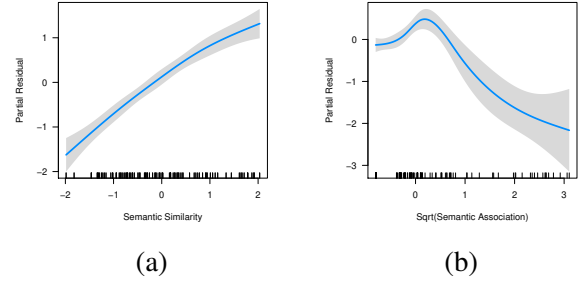 Partial Residual
1
0
−1
−2
−2 −1 0 1 2
Semantic Similarity
(a)
Partial Residual
0
−1
−2
−3
0 1 2 3
Sqrt(Semantic Association)
(b)